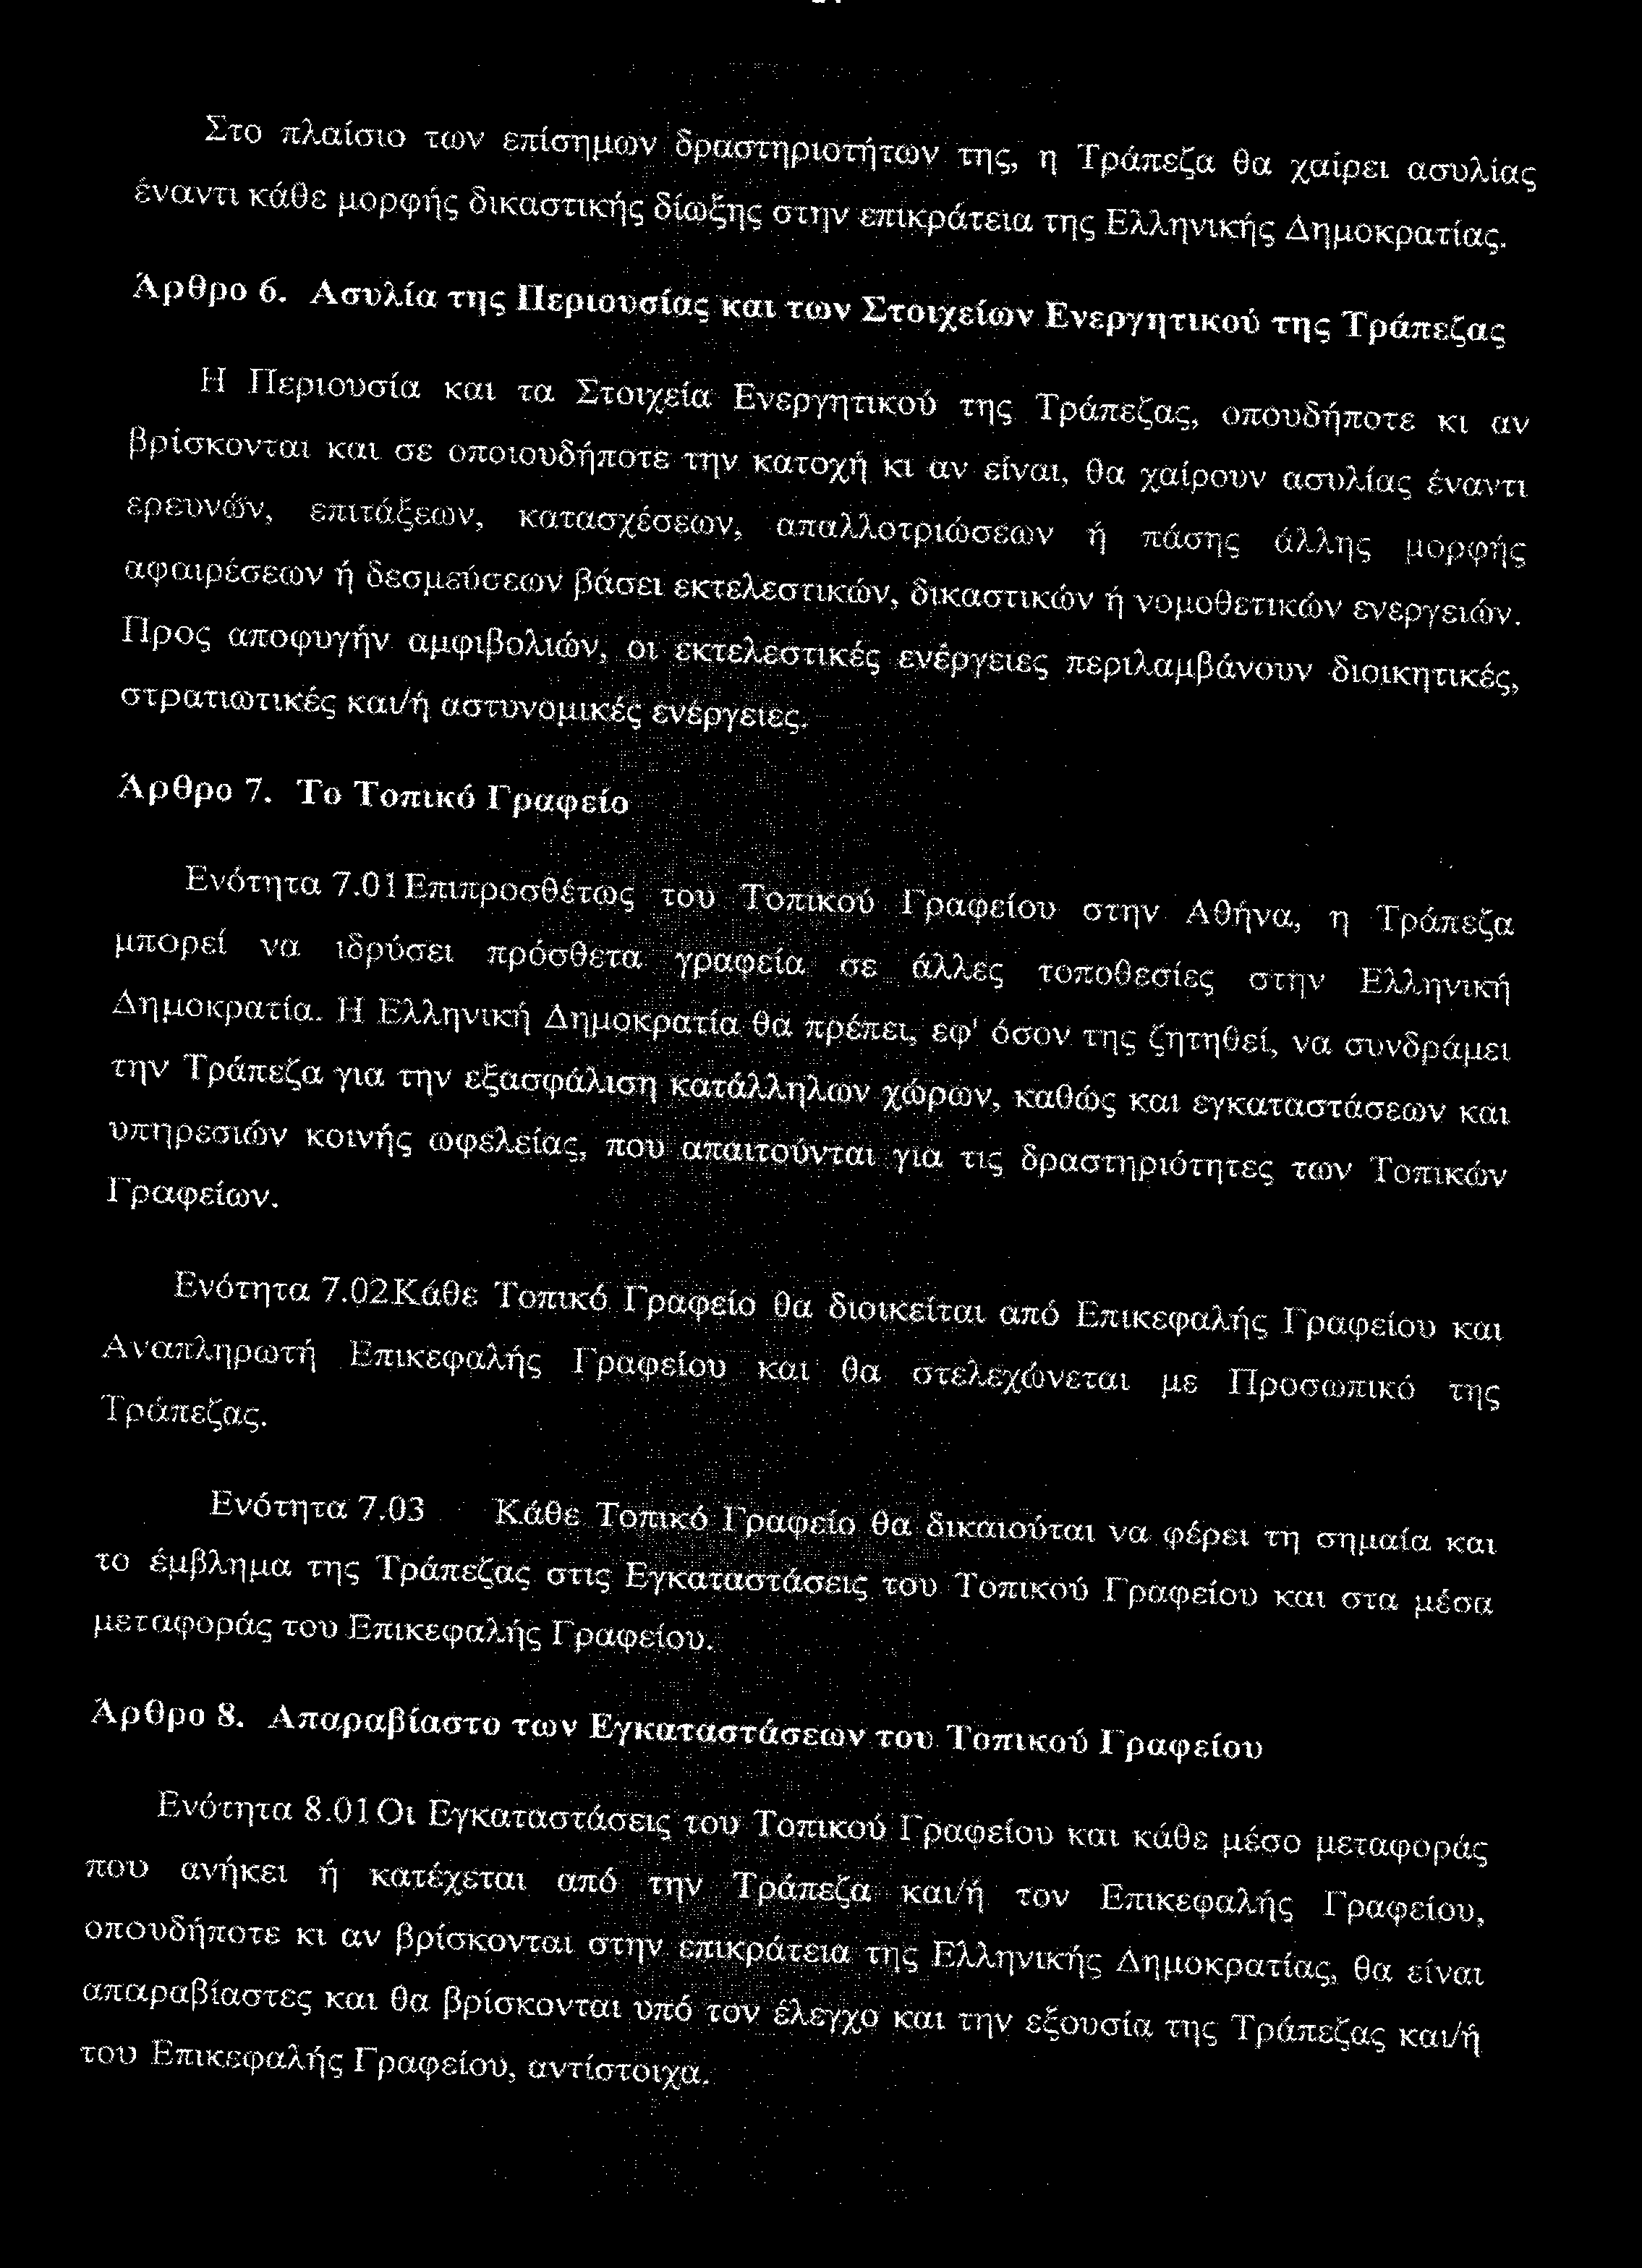 Στο πλαίσιο των επίσημων δραστηριοτήτων της, η Τράπεζα θα χαίρει ασυλίας
έναντι κάθε μορφής δικαστικής δίωξης στην επικράτεια της Ελληνικής Δημοκρατίας.
Άρθρο 6. Ασυλία της Περιουσίας και των Στοιχείων Ενεργητικού της Τράπεζας
Η Περιουσία και τα Στοιχεία Ενεργητικού της Τράπεζας, οπουδήποτε κι αν
βρίσκονται και σε οποιουδήποτε την κατοχή κι αν είναι, θα χαίρουν ασυλίας έναντι
ερευνών, επιτάξεων, κατασχέσεων, απαλλοτριώσεων ή πάσης άλλης μορφής
αφαιρέσεων ή δεσμεύσεων βάσει εκτελεστικών, δικαστικών ή νομοθετικών ενεργειών.
Προς αποφυγήν αμφιβολιών, οι εκτελεστικές ενέργειες περιλαμβάνουν διοικητικές,
στρατιωτικές και/ή αστυνομικές ενέργειες.
Άρθρο 7. Το Τοπικό Γραφείο
Ενότητα 7.01Επιπροσθέτως του Τοπικού Γραφείου στην Αθήνα, η Τράπεζα
μπορεί να ιδρύσει πρόσθετα γραφεία σε άλλες τοποθεσίες στην Ελληνική
Δημοκρατία. Η Ελληνική Δημοκρατία θα πρέπει, εφ' όσον της ζητηθεί, να συνδράμει
την Τράπεζα για την εξασφάλιση κατάλληλων χώρων, καθώς και εγκαταστάσεων και
υπηρεσιών κοινής ωφελείας, που απαιτούνται για τις δραστηριότητες των Τοπικών
Γραφείων.
Ενότητα 7.02Κάθε Τοπικό Γραφείο θα διοικείται από Επικεφαλής Γραφείου και
Αναπληρωτή Επικεφαλής Γραφείου και θα στελεχώνεται με Προσωπικό της
Τράπεζας.
Ενότητα 7.03 Κάθε Τοπικό Γραφείο θα δικαιούται να φέρει τη σημαία και
το έμβλημα της Τράπεζας στις Εγκαταστάσεις του Τοπικού Γραφείου και στα μέσα
μεταφοράς του Επικεφαλής Γραφείου.
Άρθρο 8. Απαραβίαστο των Εγκαταστάσεων του Τοπικού Γραφείου
Ενότητα 8.01Οι Εγκαταστάσεις του Τοπικού Γραφείου και κάθε μέσο μεταφοράς
που ανήκει ή κατέχεται από την Τράπεζα και/ή τον Επικεφαλής Γραφείου,
οπουδήποτε κι αν βρίσκονται στην επικράτεια της Ελληνικής Δημοκρατίας, θα είναι
απαραβίαστες και θα βρίσκονται υπό τον έλεγχο και την εξουσία της Τράπεζας και/ή
του Επικεφαλής Γραφείου, αντίστοιχα.